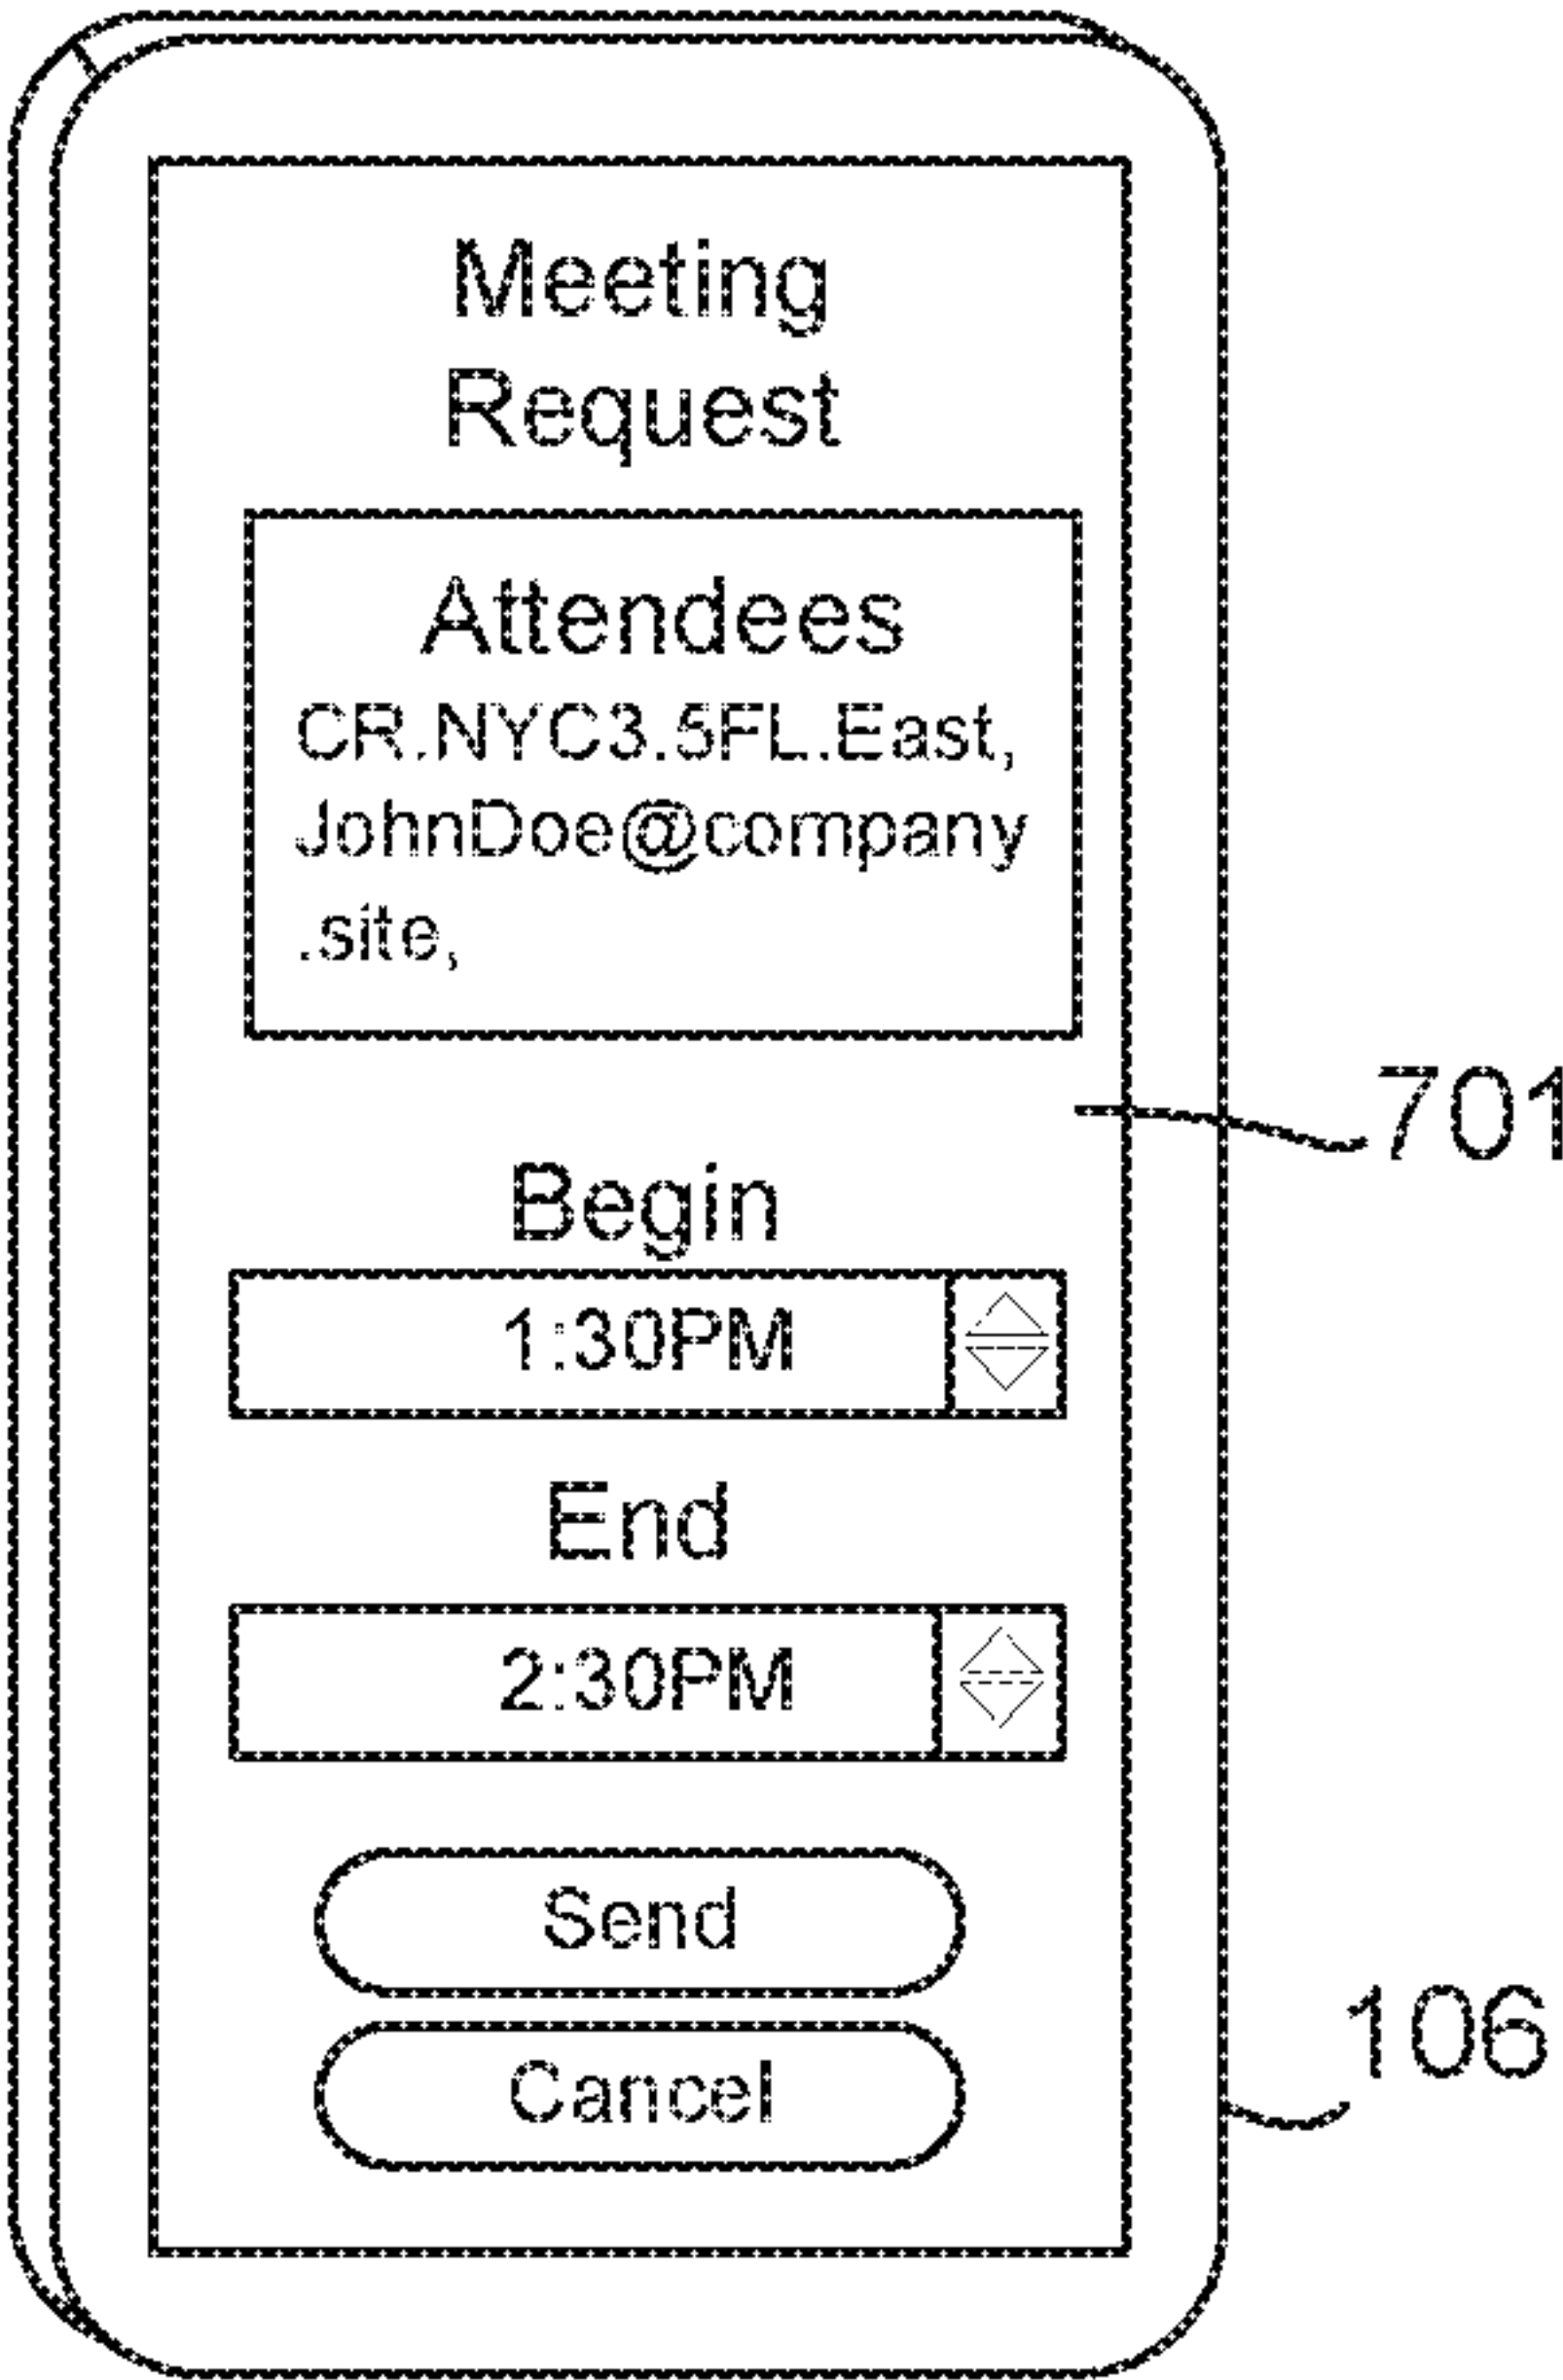 Meeting
Request
Attendees
CR.NYC3.5FL.East,
JohnDoe@company
.site,
701
Begin
1:30PM
End
2:30PM
Send
106
Cancel